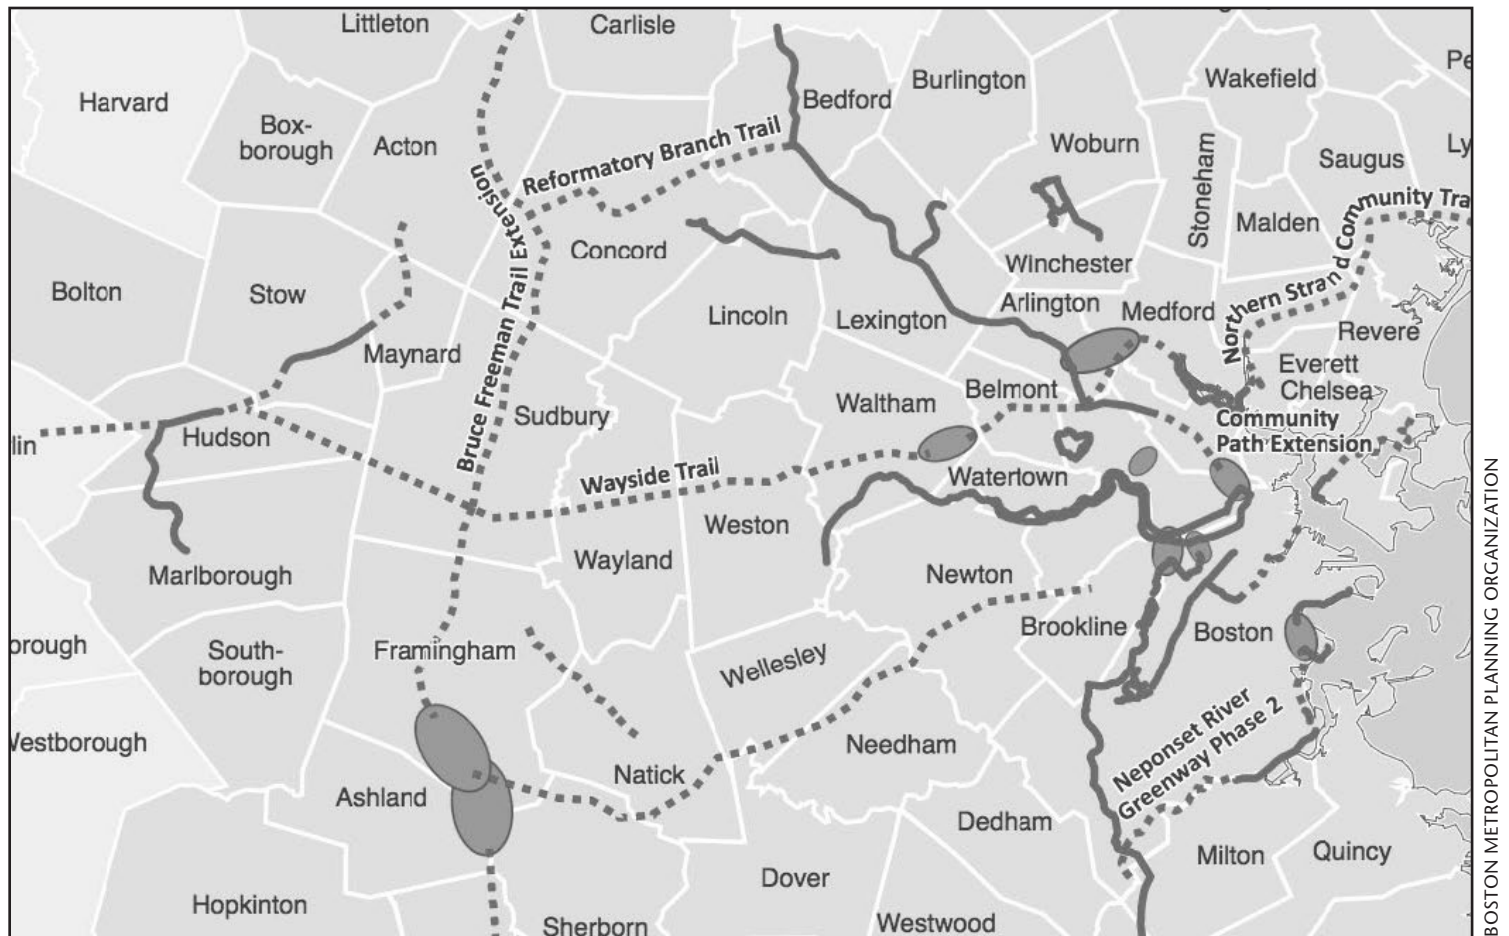 Littleton
Carlisle
Pe
Harvard
Burlington
Wakefield
Bedford
Box-
borough
Acton
Woburn
Stoneham
Saugus
Ly
Reformatory Branch Trail
Bruce Freeman Trail Extension
Northern Strand Community Tra
Malden
Concord
Winchester
Bolton
Stow
Lincoln
Lexington
Arlington
Medford
Revere
Maynard
Everett
Chelsea
Belmont
Waltham
Sudbury
Community
Path Extension
lin
Hudson
Wayside Trail
Watertown
Weston
Wayland
Newton
Marlborough
Brookline
Boston
orough
South-
borough
Framingham
Wellesley
Neponset River
Greenway Phase 2
Westborough
Needham
Natick
Ashland
Dedham
Milton
Quincy
Dover
Hopkinton
Sherborn
Westwood
BOSTON METROPOLITAN PLANNING ORGANIZATION